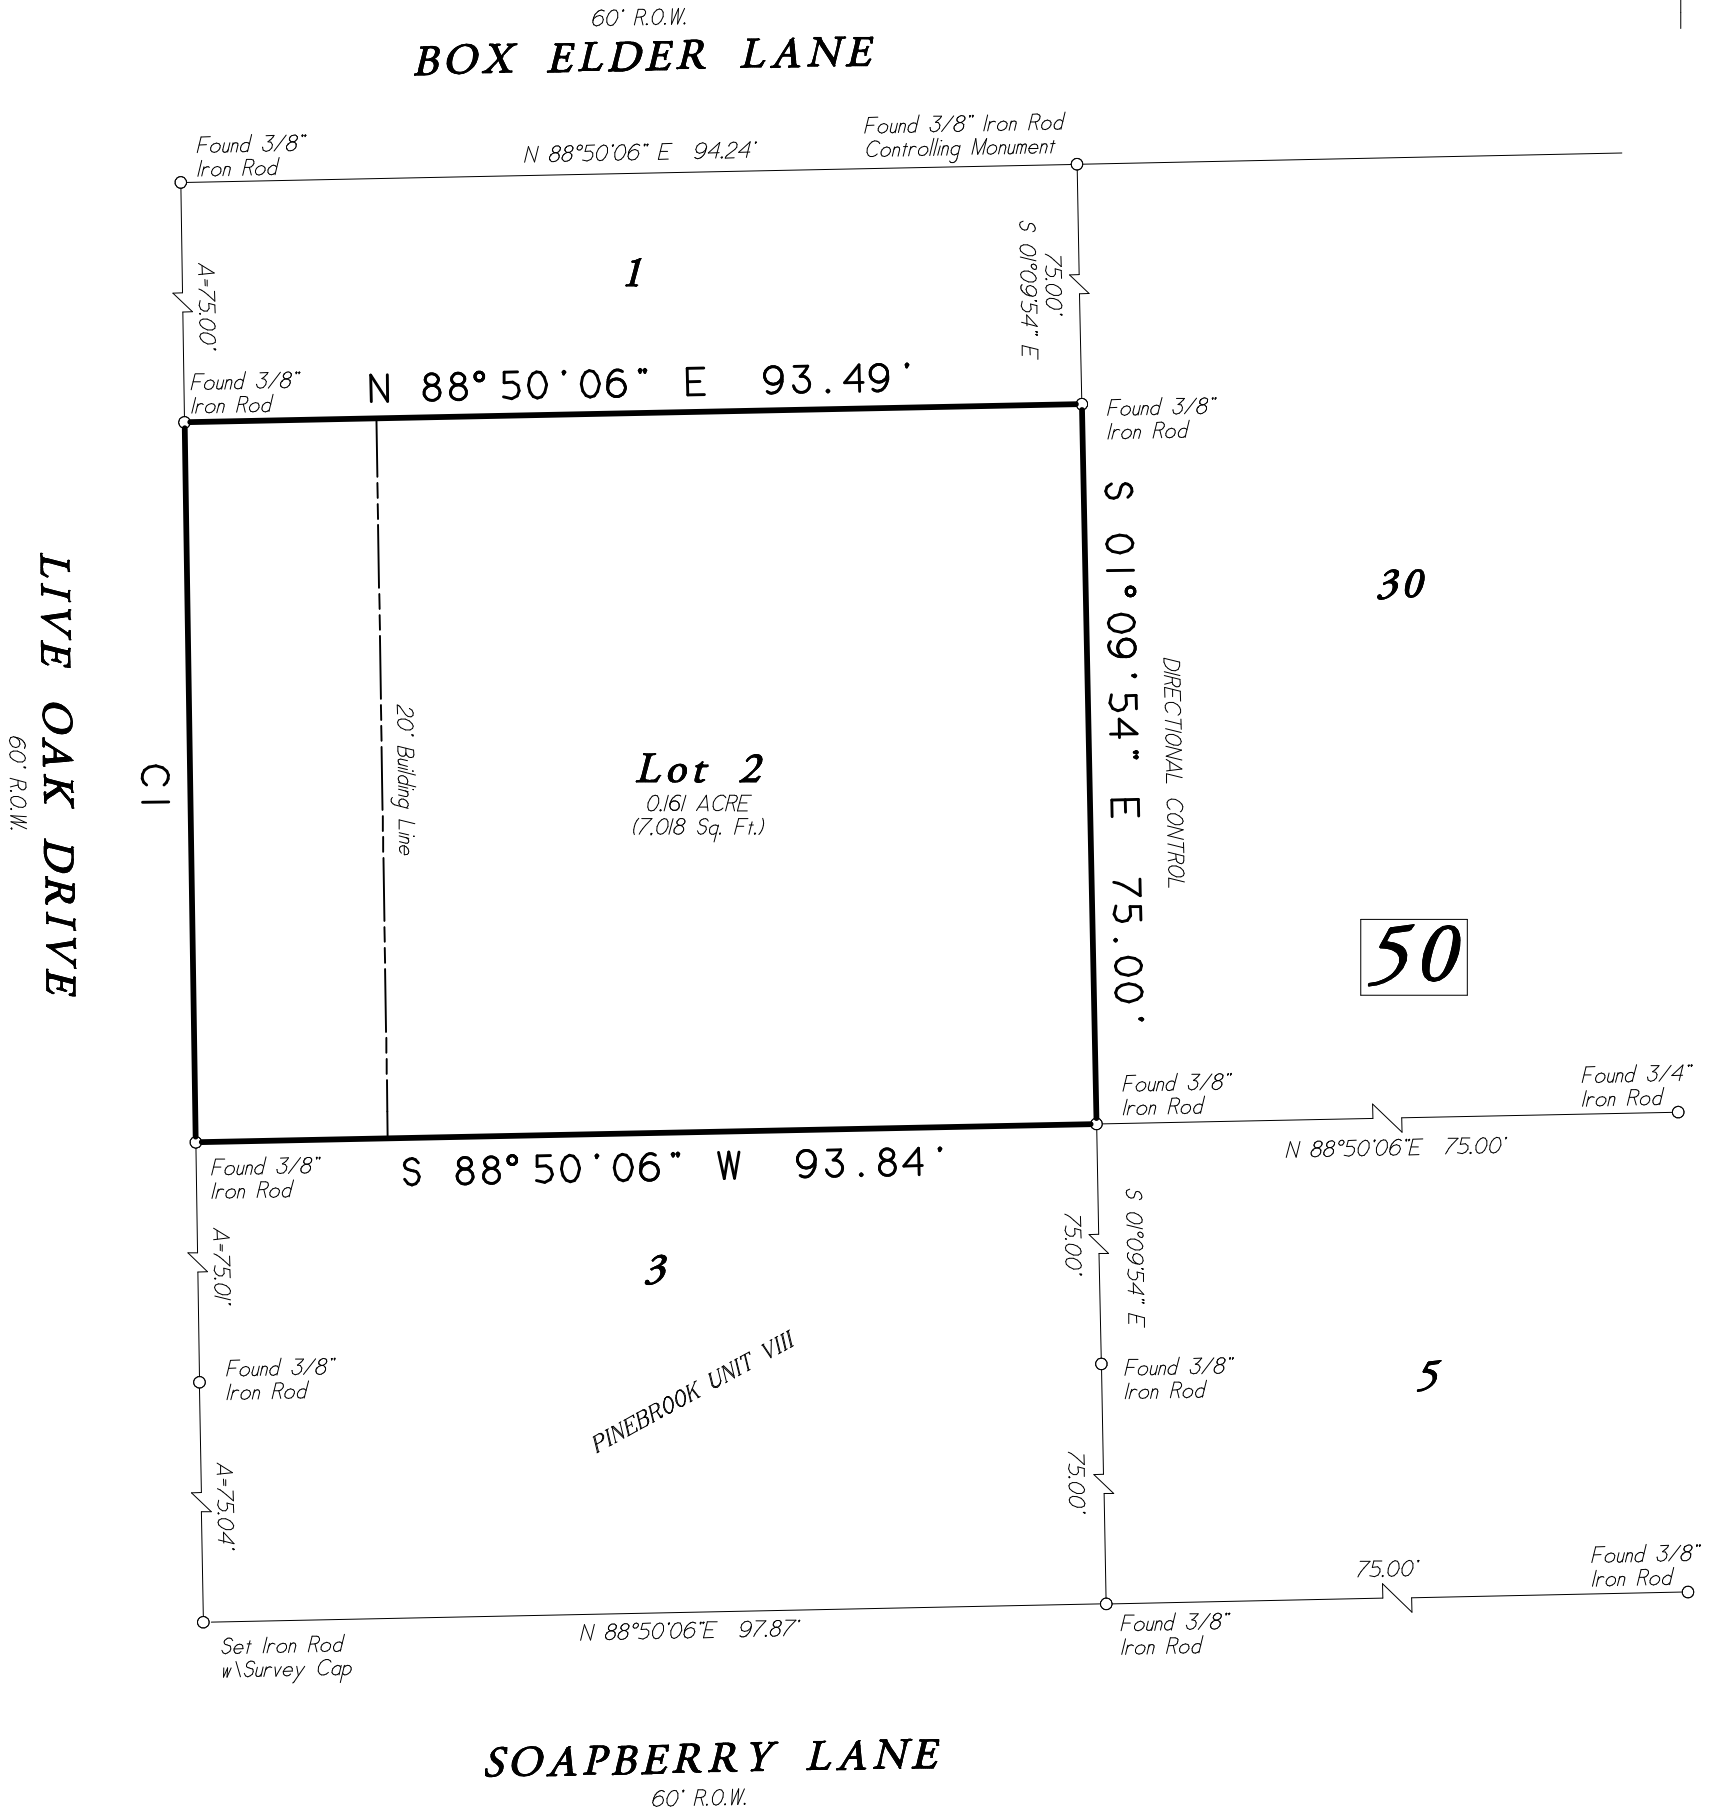 60' R.O.W.
BOX ELDER LANE
Found 3/8"
Iron Rod
N 88°50'06" E 94.24'
Found 3/8" Iron Rod
Controlling Monument
A=75.00'
1
75.00'
S 01°09'54" E
Found 3/8"
Iron Rod
N 88°50'06" E 93.49'
Found 3/8"
Iron Rod
S 01°09'54" E 75.00'
DIRECTIONAL CONTROL
30
LIVE OAK DRIVE
60' R.O.W.
C1
20' Building Line
Lot 2
0.161 ACRE
(7,018 Sq. Ft.)
50
Found 3/8"
Iron Rod
Found 3/4"
Iron Rod
N 88°50'06"E 75.00'
Found 3/8"
Iron Rod
S 88°50'06" W 93.84'
A=75.01'
3
75.00'
S 01°09'54" E
Found 3/8"
Iron Rod
PINEBROOK UNIT VIII
Found 3/8"
Iron Rod
5
A=75.04'
75.00'
75.00'
Found 3/8"
Iron Rod
Set Iron Rod
w\Survey Cap
N 88°50'06"E 97.87'
Found 3/8"
Iron Rod
SOAPBERRY LANE
60' R.O.W.